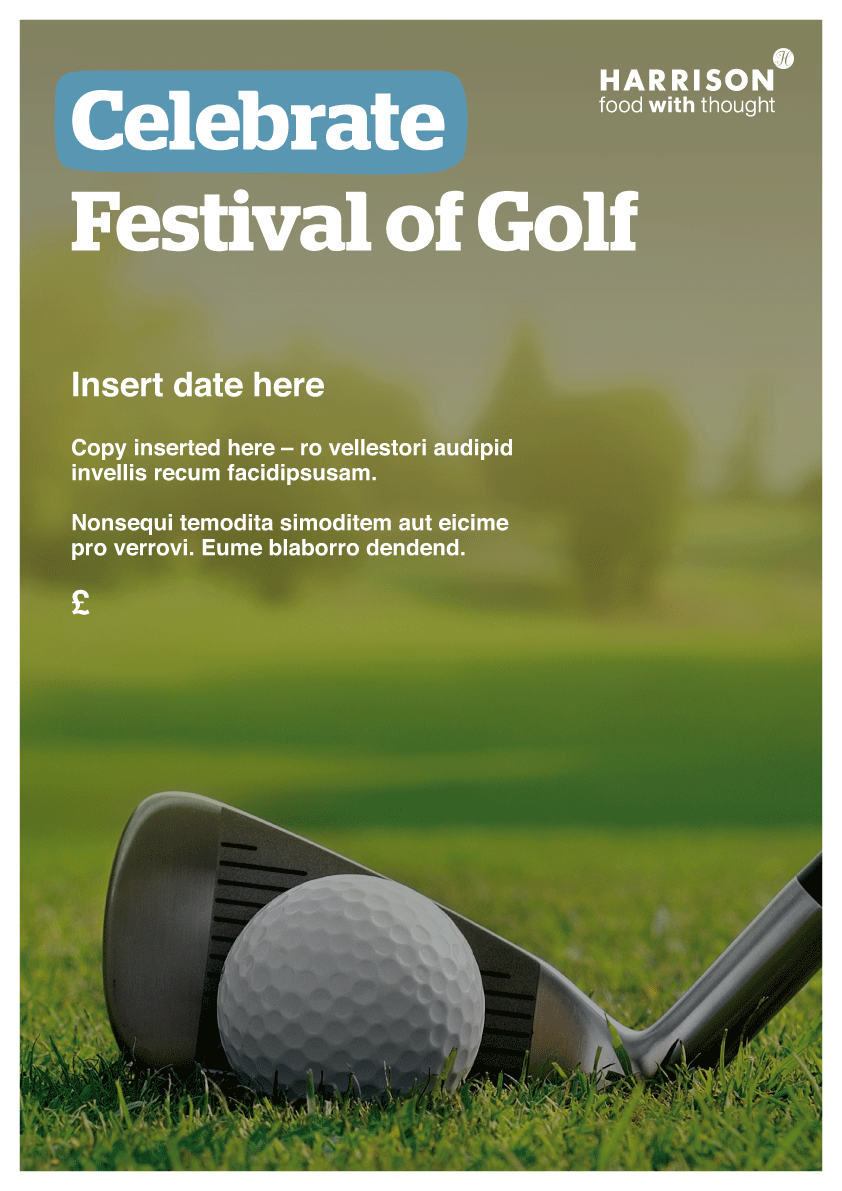 HARRISON
food with thought
Celebrate
Festival of Golf
Insert date here
Copy inserted here – ro vellestori audipid
invellis recum facidipsusam.
Nonsequi temodita simoditem aut eicime
pro verrovi. Eume blaborro dendend.
£